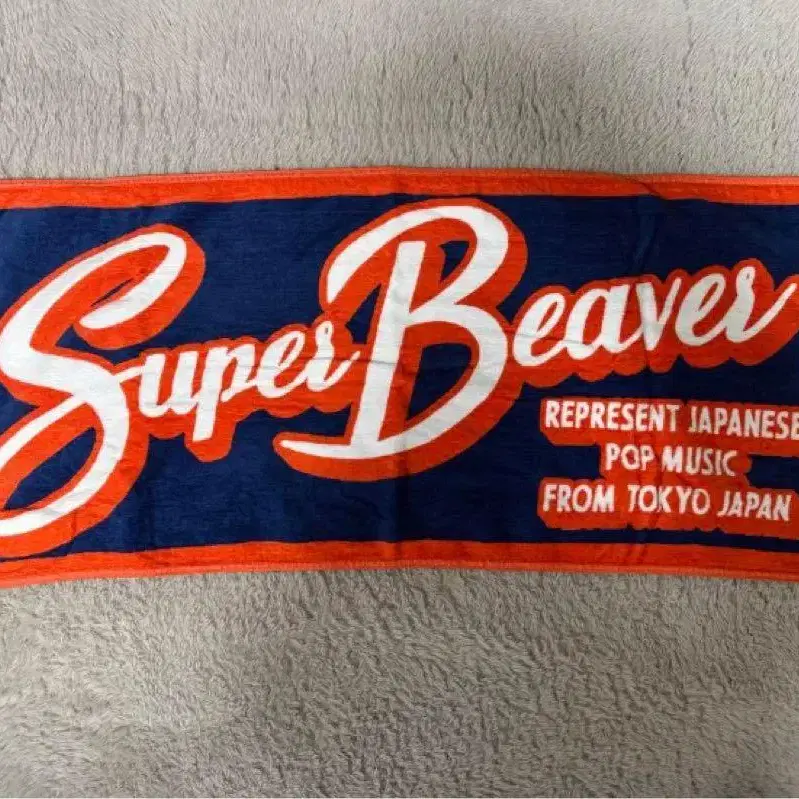 Super Beaver
REPRESENT JAPANESE
POP MUSIC
FROM TOKYO JAPAN